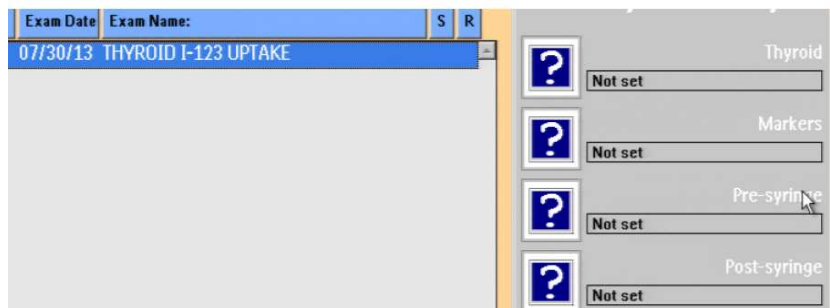 Exam Date Exam Name: S R
07/30/13 THYROID I-123 UPTAKE
Thyroid
Not set
Markers
Not set
Pre-syringe
Not set
Post-syringe
Not set